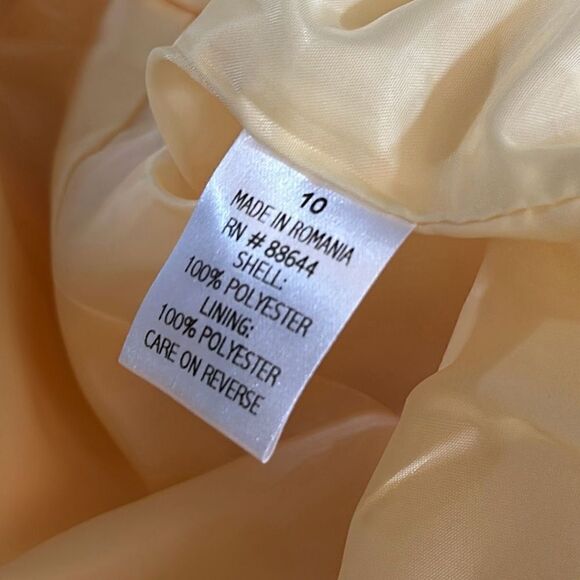 10
MADE IN ROMANIA
RN # 88644
SHELL:
100% POLYESTER
LINING:
100% POLYESTER
CARE ON REVERSE